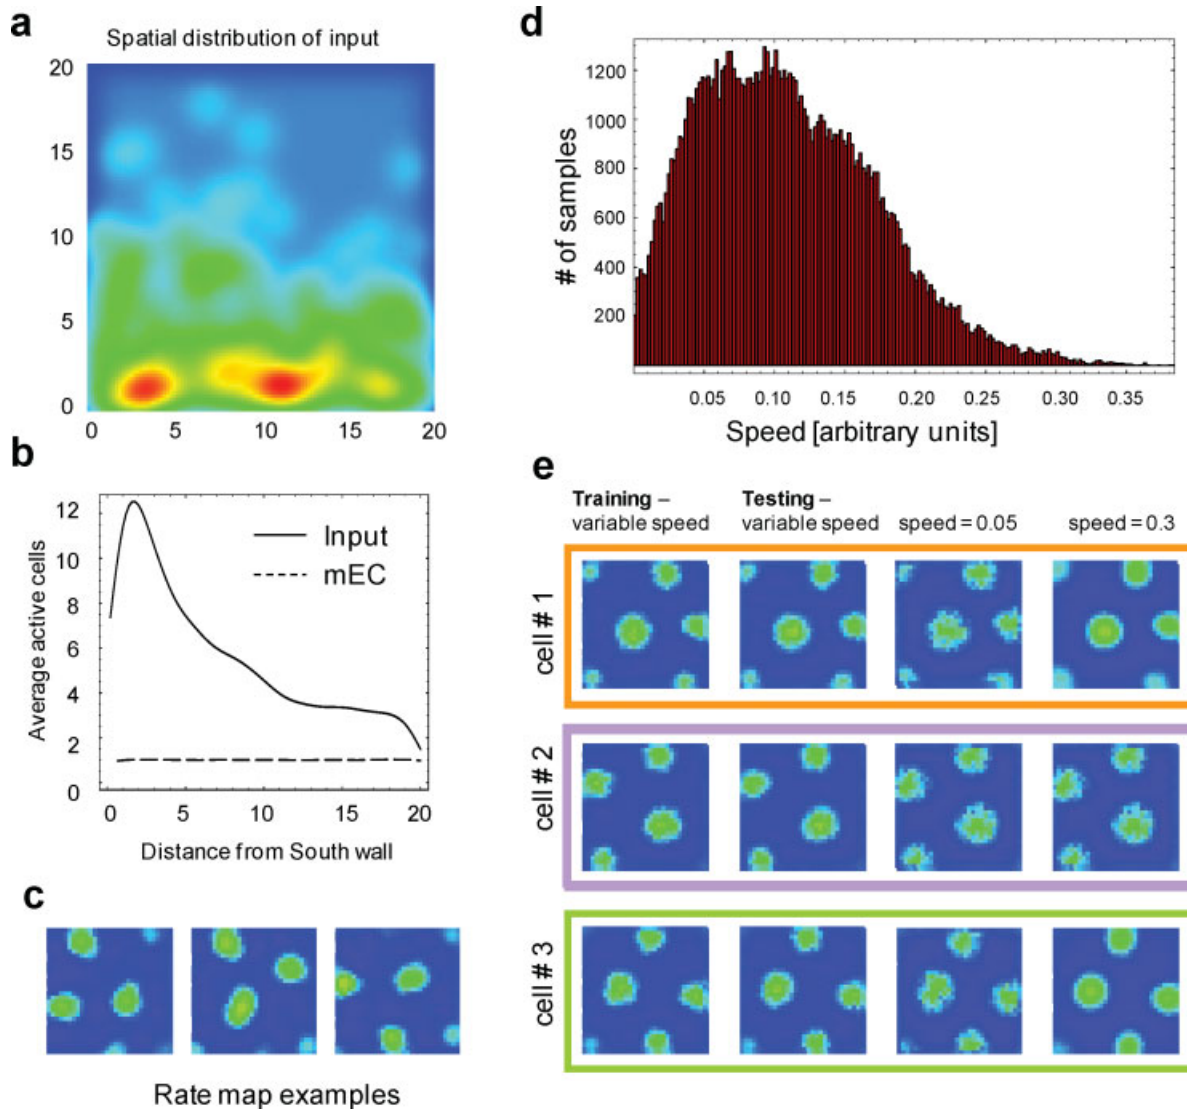 a
Spatial distribution of input
20
15
10
5
0
0 5 10 15 20
b
12
10
8
6
4
2
0
Average active cells
Input
mEC
0 5 10 15 20
Distance from South wall
c
Rate map examples
d
1200
1000
800
600
400
200
# of samples
0.05 0.10 0.15 0.20 0.25 0.30 0.35
Speed [arbitrary units]
e
Training – Testing –
variable speed variable speed speed = 0.05 speed = 0.3
cell # 1
cell # 2
cell # 3